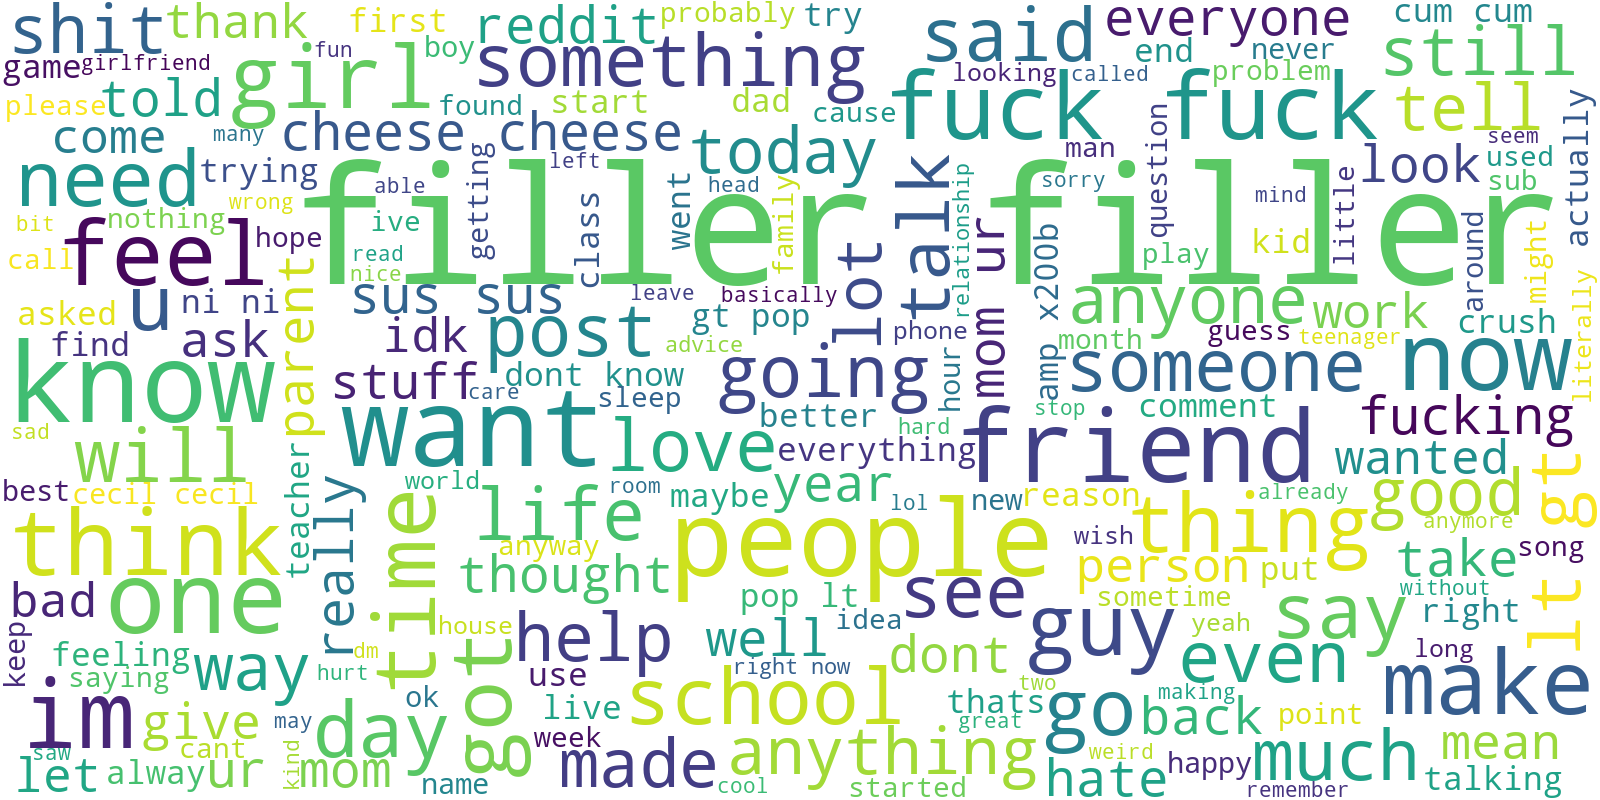 shit
thank
first
reddit
probably
try
said
everyone
cum cum
game
girlfriend
girl
fun
boy
something
looking
called
end
never
still
please
told
found
start
dad
cause
fuck fuck
problem
tell
come
many
cheese cheese
today
man
question
seem
actually
need
trying
able
getting
left
class
went
head
family
talk
relationship
sorry
mind
little
look
used
sub
bit
nothing
wrong
filler filler
ive
hope
read
nice
play
kid
around
might
call
feel
parent
sus sus
leave
basically
lot
mom ur
amp x200b
anyone
work
crush
literally
asked
u
ni ni
idk
post
gt pop
phone
month
guess
teenager
find
ask
advice
know
stuff
care
dont know
sleep
going
hour
someone
now
want
better
stop
comment
fucking
sad
will
love
everything
hard
friend
wanted
best
cecil cecil
teacher
really
time
world
life
room
maybe
year
lol
new
reason
already
good
anymore
lt gt
think
anyway
people
wish
thing
song
one
thought
person
put
take
without
bad
pop lt
idea
see
sometime
right
keep
feeling
saying
way
hurt
dm
house
got
help
well
right now
dont
guy
yeah
say
even
long
im
give
may
day
ok
use
live
school
thats
two
great
go
making
back
point
make
saw
cant
kind
week
made
anything
weird
happy
much
mean
let
alway
ur
mom
name
cool
started
hate
remember
talking